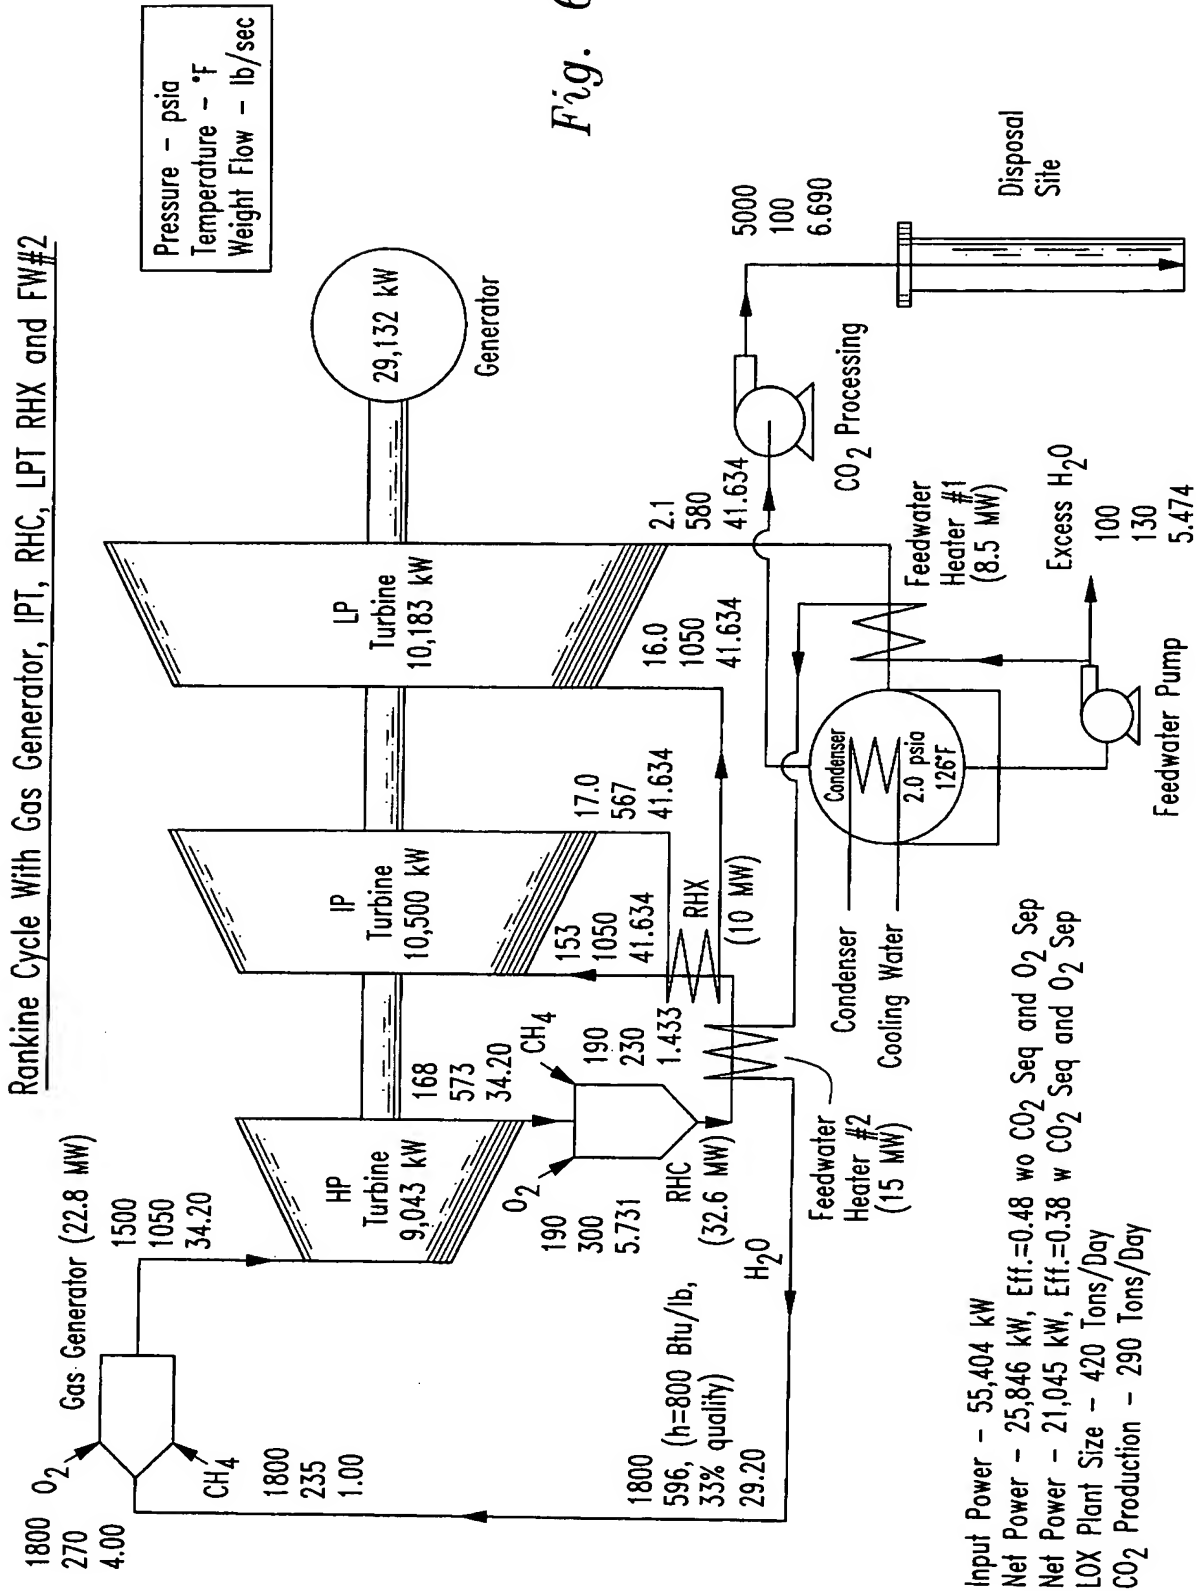 Rankine Cycle With Gas Generator, IPT, RHC, LPT RHX and FW#2
Pressure – psia
Temperature – °F
Weight Flow – lb/sec
Fig. 6
1800
270
4.00
O2
Gas Generator (22.8 MW)
1500
1050
34.20
CH4
1800
235
1.00
HP
Turbine
9,043 kW
168
573
34.20
IP
Turbine
10,500 kW
LP
Turbine
10,183 kW
29,132 kW
Generator
O2
190
300
5.731
CH4
190
230
1.433
RHC
(32.6 MW)
153
1050
41.634
17.0
567
41.634
RHX
(10 MW)
16.0
1050
41.634
2.1
580
41.634
CO2 Processing
5000
100
6.690
Disposal
Site
H2O
1800
596, (h=800 Btu/lb,
33% quality)
29.20
Feedwater
Heater #2
(15 MW)
Condenser
Cooling Water
Condenser
2.0 psia
126°F
Feedwater
Heater #1
(8.5 MW)
Excess H2O
100
130
5.474
Feedwater Pump
Input Power – 55,404 kW
Net Power – 25,846 kW, Eff.=0.48 wo CO2 Seq and O2 Sep
Net Power – 21,045 kW, Eff.=0.38 w CO2 Seq and O2 Sep
LOX Plant Size – 420 Tons/Day
CO2 Production – 290 Tons/Day